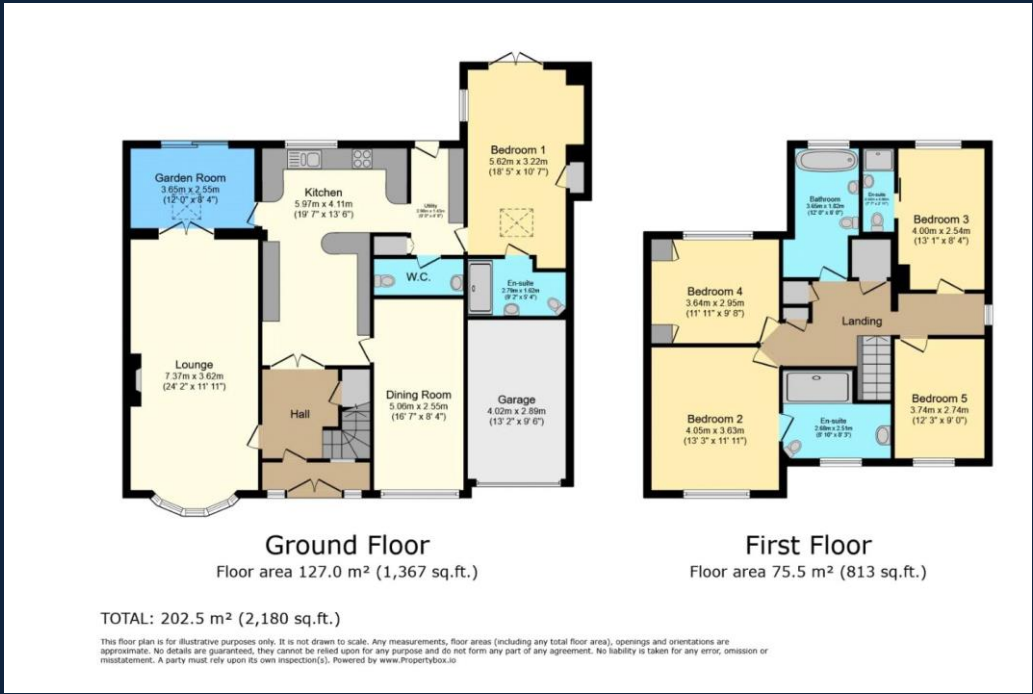 Garden Room
3.65m x 2.55m
(12' 0" x 8' 4")
Kitchen
5.97m x 4.11m
(19' 7" x 13' 6")
Utility
Bedroom 1
5.62m x 3.22m
(18' 5" x 10' 7")
W.C.
En-suite
2.79m x 1.62m
(9' 2" x 5' 4")
Lounge
7.37m x 3.62m
(24' 2" x 11' 11")
Hall
Dining Room
5.06m x 2.55m
(16' 7" x 8' 4")
Garage
4.02m x 2.89m
(13' 2" x 9' 6")
Ground Floor
Floor area 127.0 m² (1,367 sq.ft.)
Bathroom
3.65m x 1.82m
(12' 0" x 6' 0")
En-suite
Bedroom 3
4.00m x 2.54m
(13' 1" x 8' 4")
Bedroom 4
3.64m x 2.95m
(11' 11" x 9' 8")
Landing
Bedroom 2
4.05m x 3.63m
(13' 3" x 11' 11")
En-suite
2.68m x 2.51m
(8' 10" x 8' 3")
Bedroom 5
3.74m x 2.74m
(12' 3" x 9' 0")
First Floor
Floor area 75.5 m² (813 sq.ft.)
TOTAL: 202.5 m² (2,180 sq.ft.)
This floor plan is for illustrative purposes only. It is not drawn to scale. Any measurements, floor areas (including any total floor area), openings and orientations are
approximate. No details are guaranteed, they cannot be relied upon for any purpose and do not form any part of any agreement. No liability is taken for any error, omission or
misstatement. A party must rely upon its own inspection(s). Powered by www.Propertybox.io